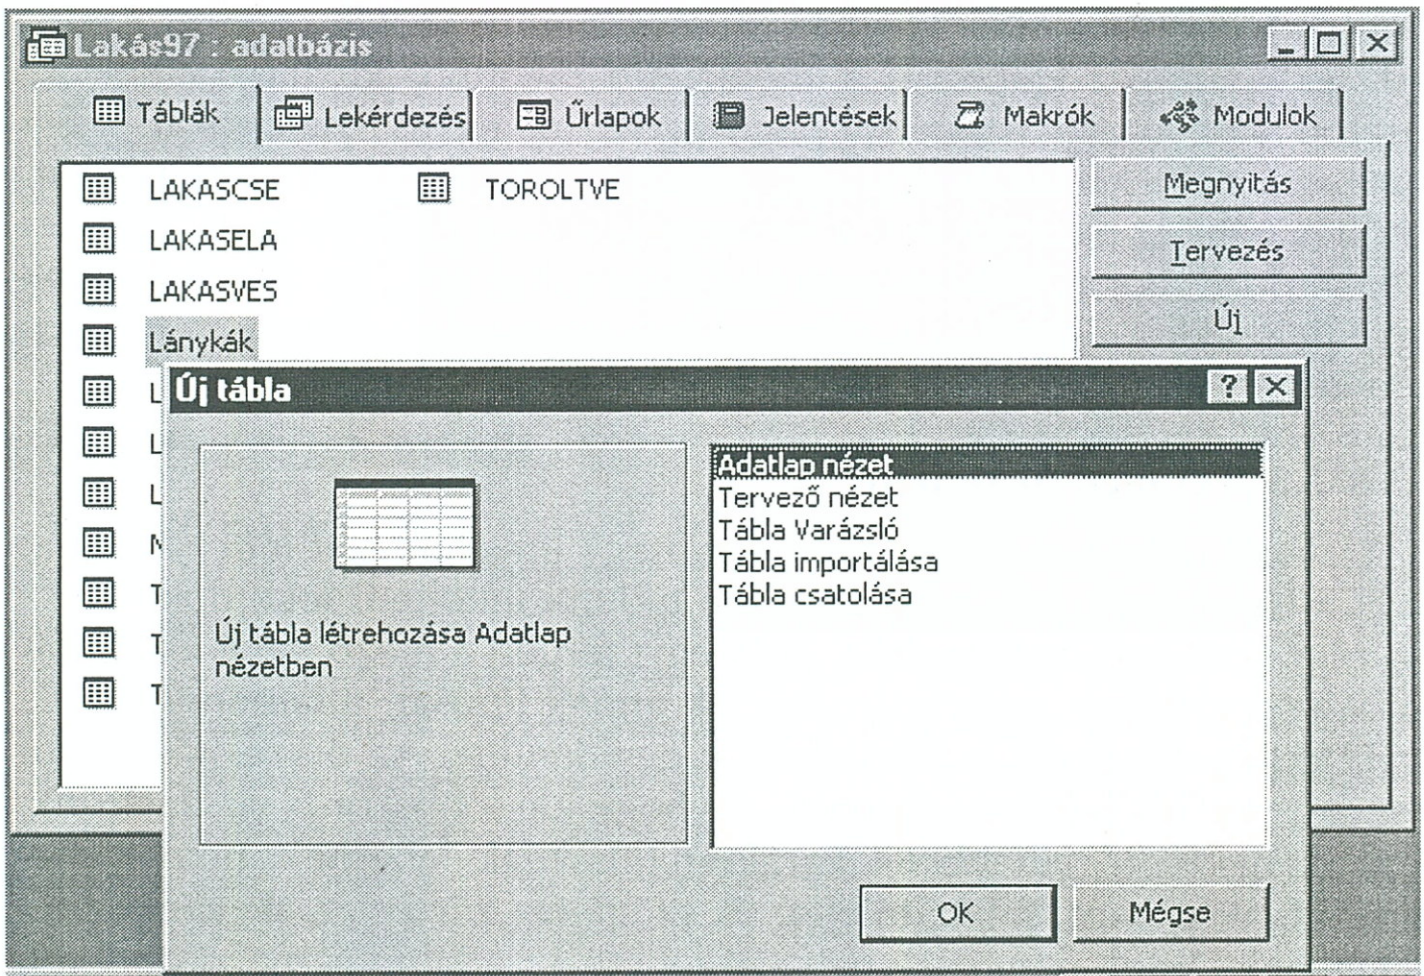 Lakás97 : adatbázis
Táblák Lekérdezés Űrlapok Jelentések Makrók Modulok
LAKASCSE TOROLTVE Megnyitás
LAKASELA Tervezés
LAKASVES Új
Lánykák
L
L
L
M
T
T
T
Új tábla
Adatlap nézet
Tervező nézet
Tábla Varázsló
Tábla importálása
Tábla csatolása
Új tábla létrehozása Adatlap
nézetben
OK Mégse